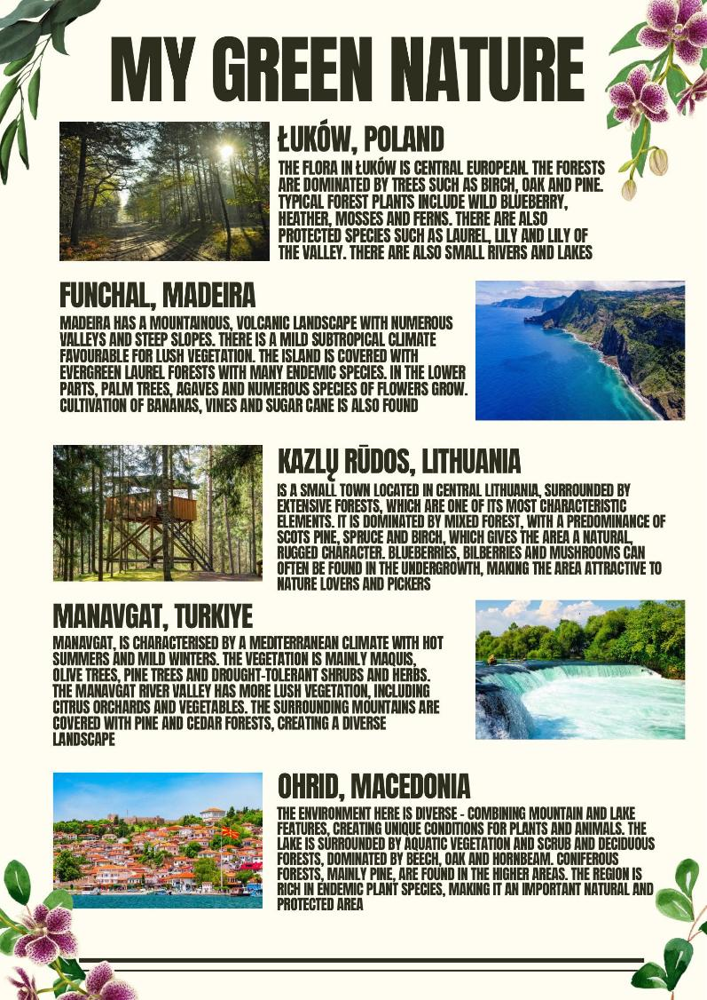 MY GREEN NATURE
ŁUKÓW, POLAND
THE FLORA IN ŁUKÓW IS CENTRAL EUROPEAN. THE FORESTS
ARE DOMINATED BY TREES SUCH AS BIRCH, OAK AND PINE.
TYPICAL FOREST PLANTS INCLUDE WILD BLUEBERRY,
HEATHER, MOSSES AND FERNS. THERE ARE ALSO
PROTECTED SPECIES SUCH AS LAUREL, LILY AND LILY OF
THE VALLEY. THERE ARE ALSO SMALL RIVERS AND LAKES
FUNCHAL, MADEIRA
MADEIRA HAS A MOUNTAINOUS, VOLCANIC LANDSCAPE WITH NUMEROUS
VALLEYS AND STEEP SLOPES. THERE IS A MILD SUBTROPICAL CLIMATE
FAVOURABLE FOR LUSH VEGETATION. THE ISLAND IS COVERED WITH
EVERGREEN LAUREL FORESTS WITH MANY ENDEMIC SPECIES. IN THE LOWER
PARTS, PALM TREES, AGAVES AND NUMEROUS SPECIES OF FLOWERS GROW.
CULTIVATION OF BANANAS, VINES AND SUGAR CANE IS ALSO FOUND
KAZLŲ RŪDOS, LITHUANIA
IS A SMALL TOWN LOCATED IN CENTRAL LITHUANIA, SURROUNDED BY
EXTENSIVE FORESTS, WHICH ARE ONE OF ITS MOST CHARACTERISTIC
ELEMENTS. IT IS DOMINATED BY MIXED FOREST, WITH A PREDOMINANCE OF
SCOTS PINE, SPRUCE AND BIRCH, WHICH GIVES THE AREA A NATURAL,
RUGGED CHARACTER. BLUEBERRIES, BILBERRIES AND MUSHROOMS CAN
OFTEN BE FOUND IN THE UNDERGROWTH, MAKING THE AREA ATTRACTIVE TO
NATURE LOVERS AND PICKERS
MANAVGAT, TURKIYE
MANAVGAT, IS CHARACTERISED BY A MEDITERRANEAN CLIMATE WITH HOT
SUMMERS AND MILD WINTERS. THE VEGETATION IS MAINLY MAQUIS,
OLIVE TREES, PINE TREES AND DROUGHT-TOLERANT SHRUBS AND HERBS.
THE MANAVGAT RIVER VALLEY HAS MORE LUSH VEGETATION, INCLUDING
CITRUS ORCHARDS AND VEGETABLES. THE SURROUNDING MOUNTAINS ARE
COVERED WITH PINE AND CEDAR FORESTS, CREATING A DIVERSE
LANDSCAPE
OHRID, MACEDONIA
THE ENVIRONMENT HERE IS DIVERSE - COMBINING MOUNTAIN AND LAKE
FEATURES, CREATING UNIQUE CONDITIONS FOR PLANTS AND ANIMALS. THE
LAKE IS SURROUNDED BY AQUATIC VEGETATION AND SCRUB AND DECIDUOUS
FORESTS, DOMINATED BY BEECH, OAK AND HORNBEAM. CONIFEROUS
FORESTS, MAINLY PINE, ARE FOUND IN THE HIGHER AREAS. THE REGION IS
RICH IN ENDEMIC PLANT SPECIES, MAKING IT AN IMPORTANT NATURAL AND
PROTECTED AREA